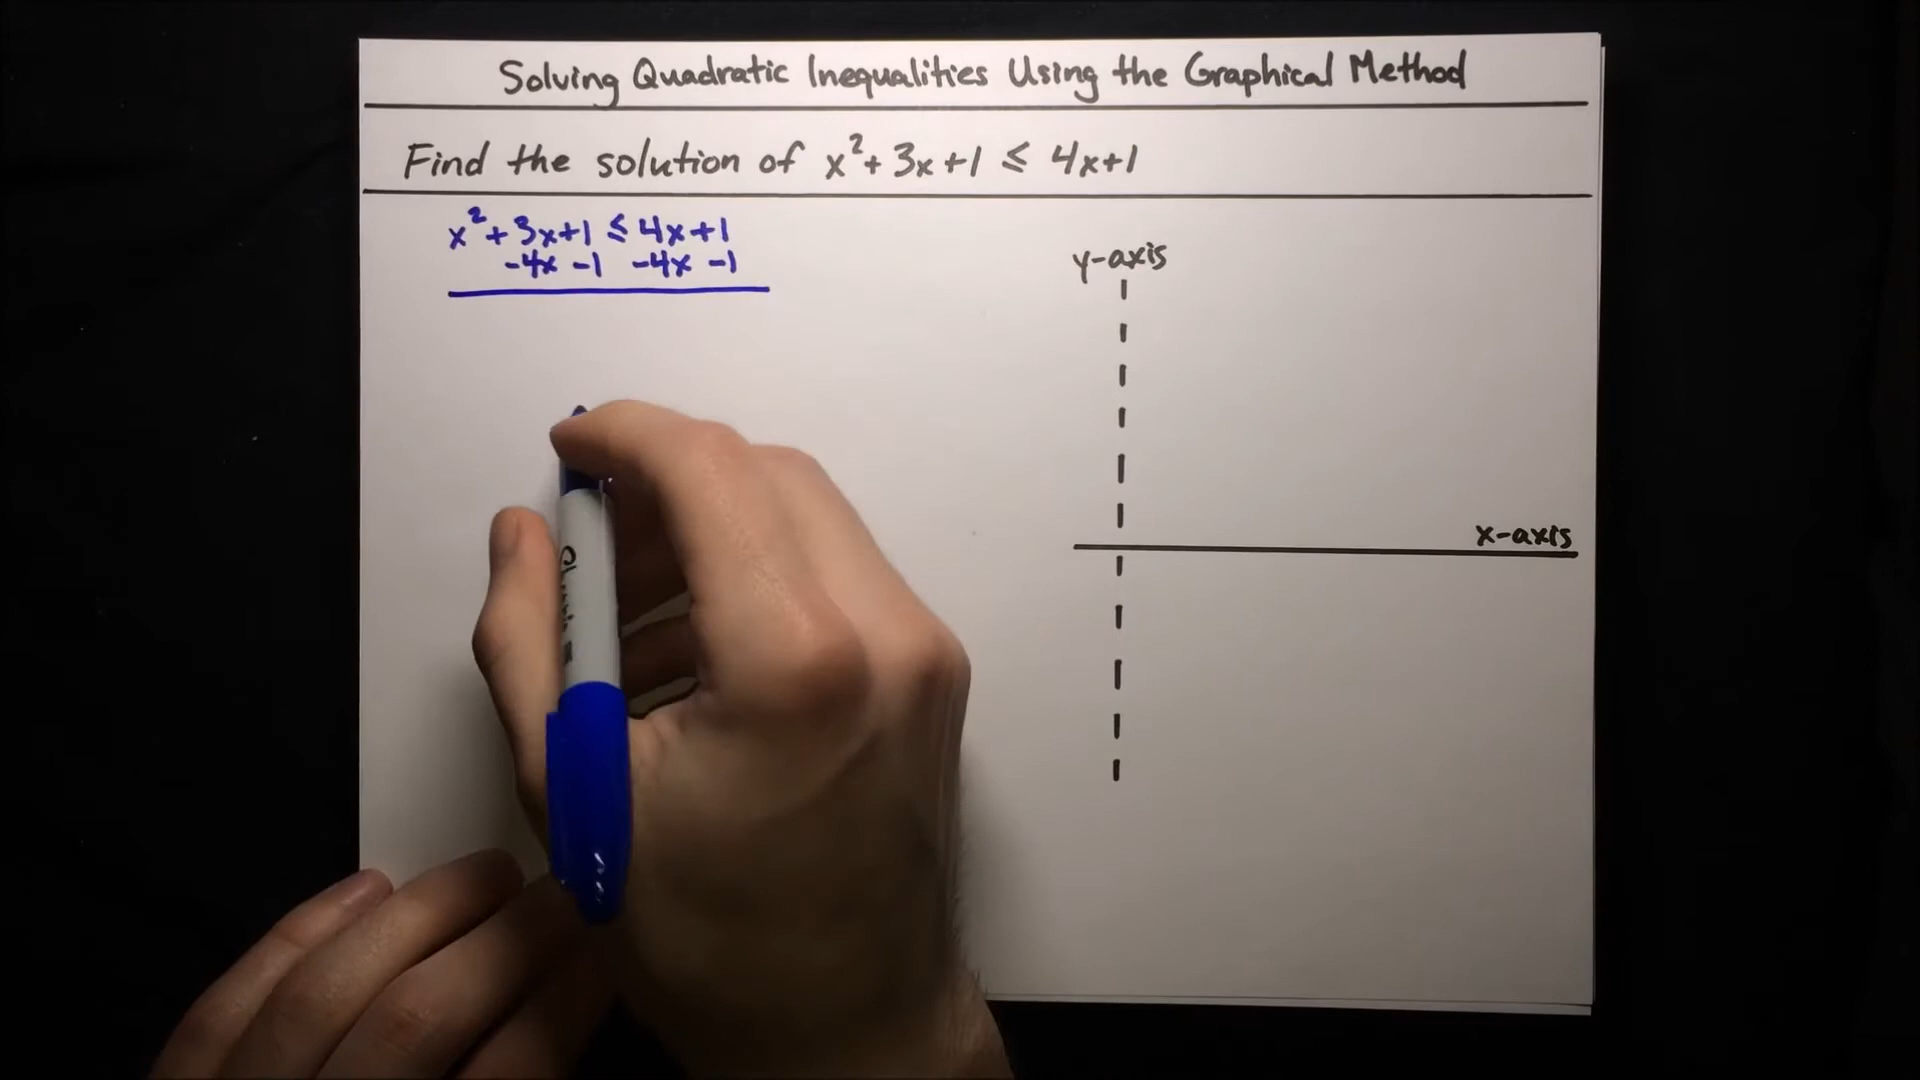 Solving Quadratic Inequalities Using the Graphical Method
Find the solution of x²+3x+1 ≤ 4x+1
x²+3x+1 ≤ 4x+1
-4x -1 -4x -1
y-axis
x-axis